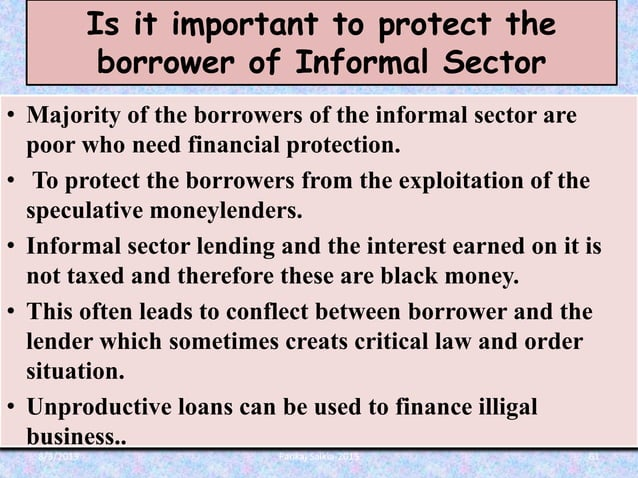 Is it important to protect the
borrower of Informal Sector
• Majority of the borrowers of the informal sector are
poor who need financial protection.
• To protect the borrowers from the exploitation of the
speculative moneylenders.
• Informal sector lending and the interest earned on it is
not taxed and therefore these are black money.
• This often leads to conflect between borrower and the
lender which sometimes creats critical law and order
situation.
• Unproductive loans can be used to finance illigal
business..
Pankaj Saikia-2015 61